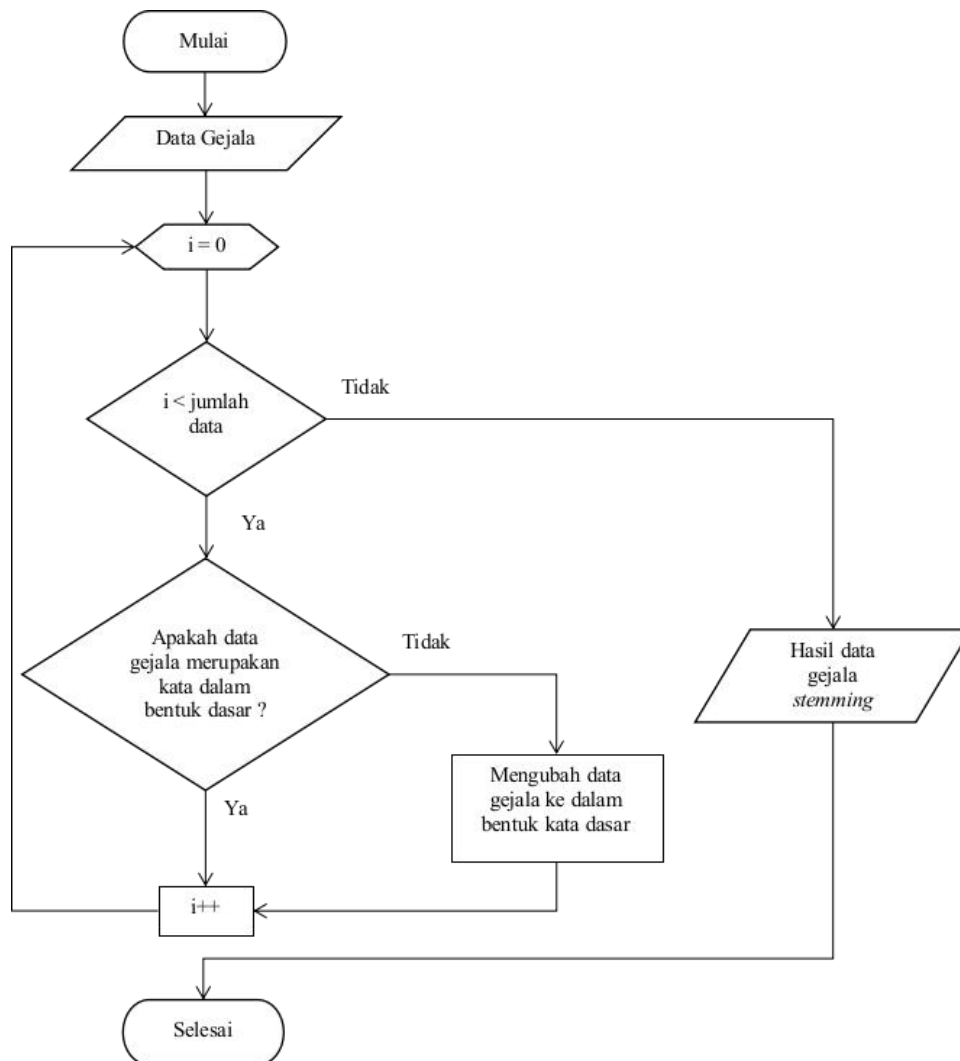 Mulai
Data Gejala
i = 0
i < jumlah
data
Tidak
Ya
Apakah data
gejala merupakan
kata dalam
bentuk dasar ?
Tidak
Ya
Mengubah data
gejala ke dalam
bentuk kata dasar
i++
Hasil data
gejala
stemming
Selesai